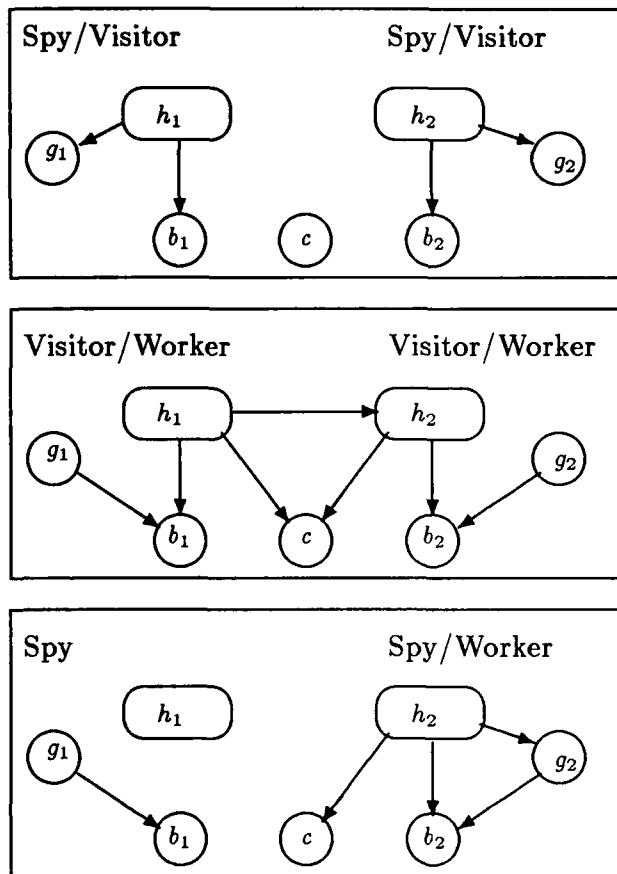 Spy/Visitor Spy/Visitor
h₁ h₂
g₁ g₂
b₁ c b₂
Visitor/Worker Visitor/Worker
h₁ h₂
g₁ g₂
b₁ c b₂
Spy Spy/Worker
h₁ h₂
g₁ g₂
b₁ c b₂